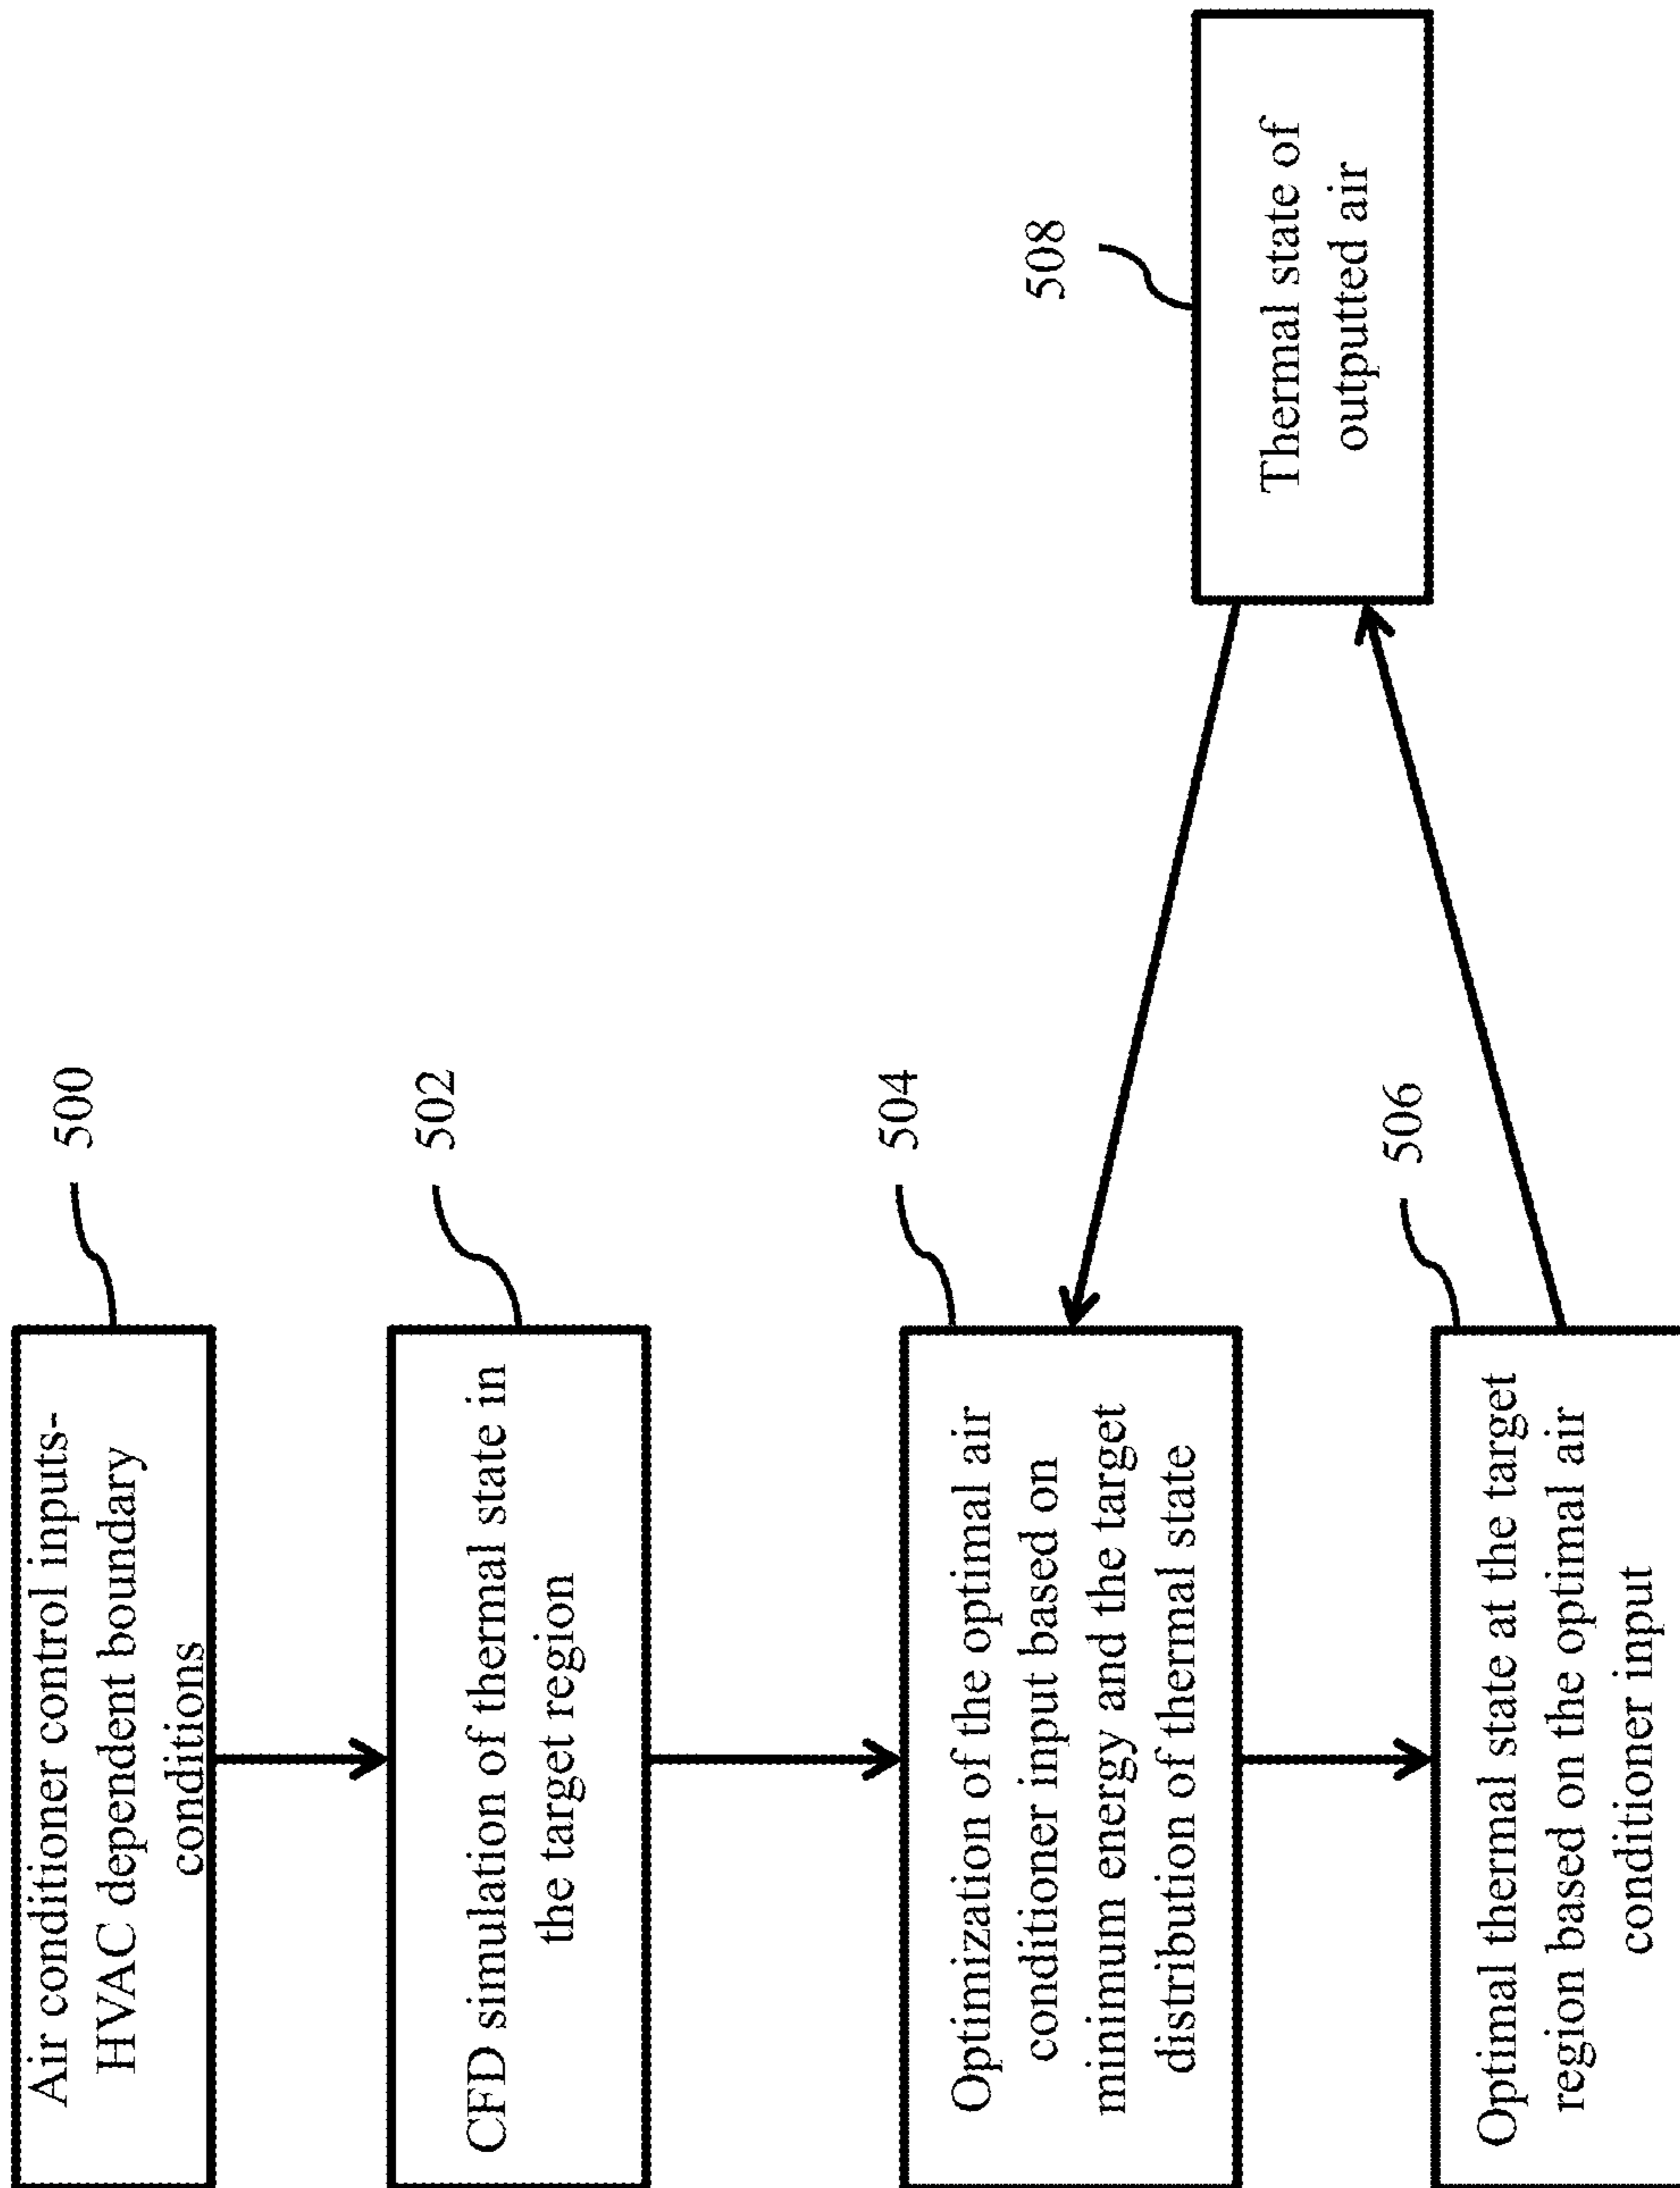 Air conditioner control inputs-
HVAC dependent boundary
conditions
500
CFD simulation of thermal state in
the target region
502
Optimization of the optimal air
conditioner input based on
minimum energy and the target
distribution of thermal state
504
Optimal thermal state at the target
region based on the optimal air
conditioner input
506
Thermal state of
outputted air
508